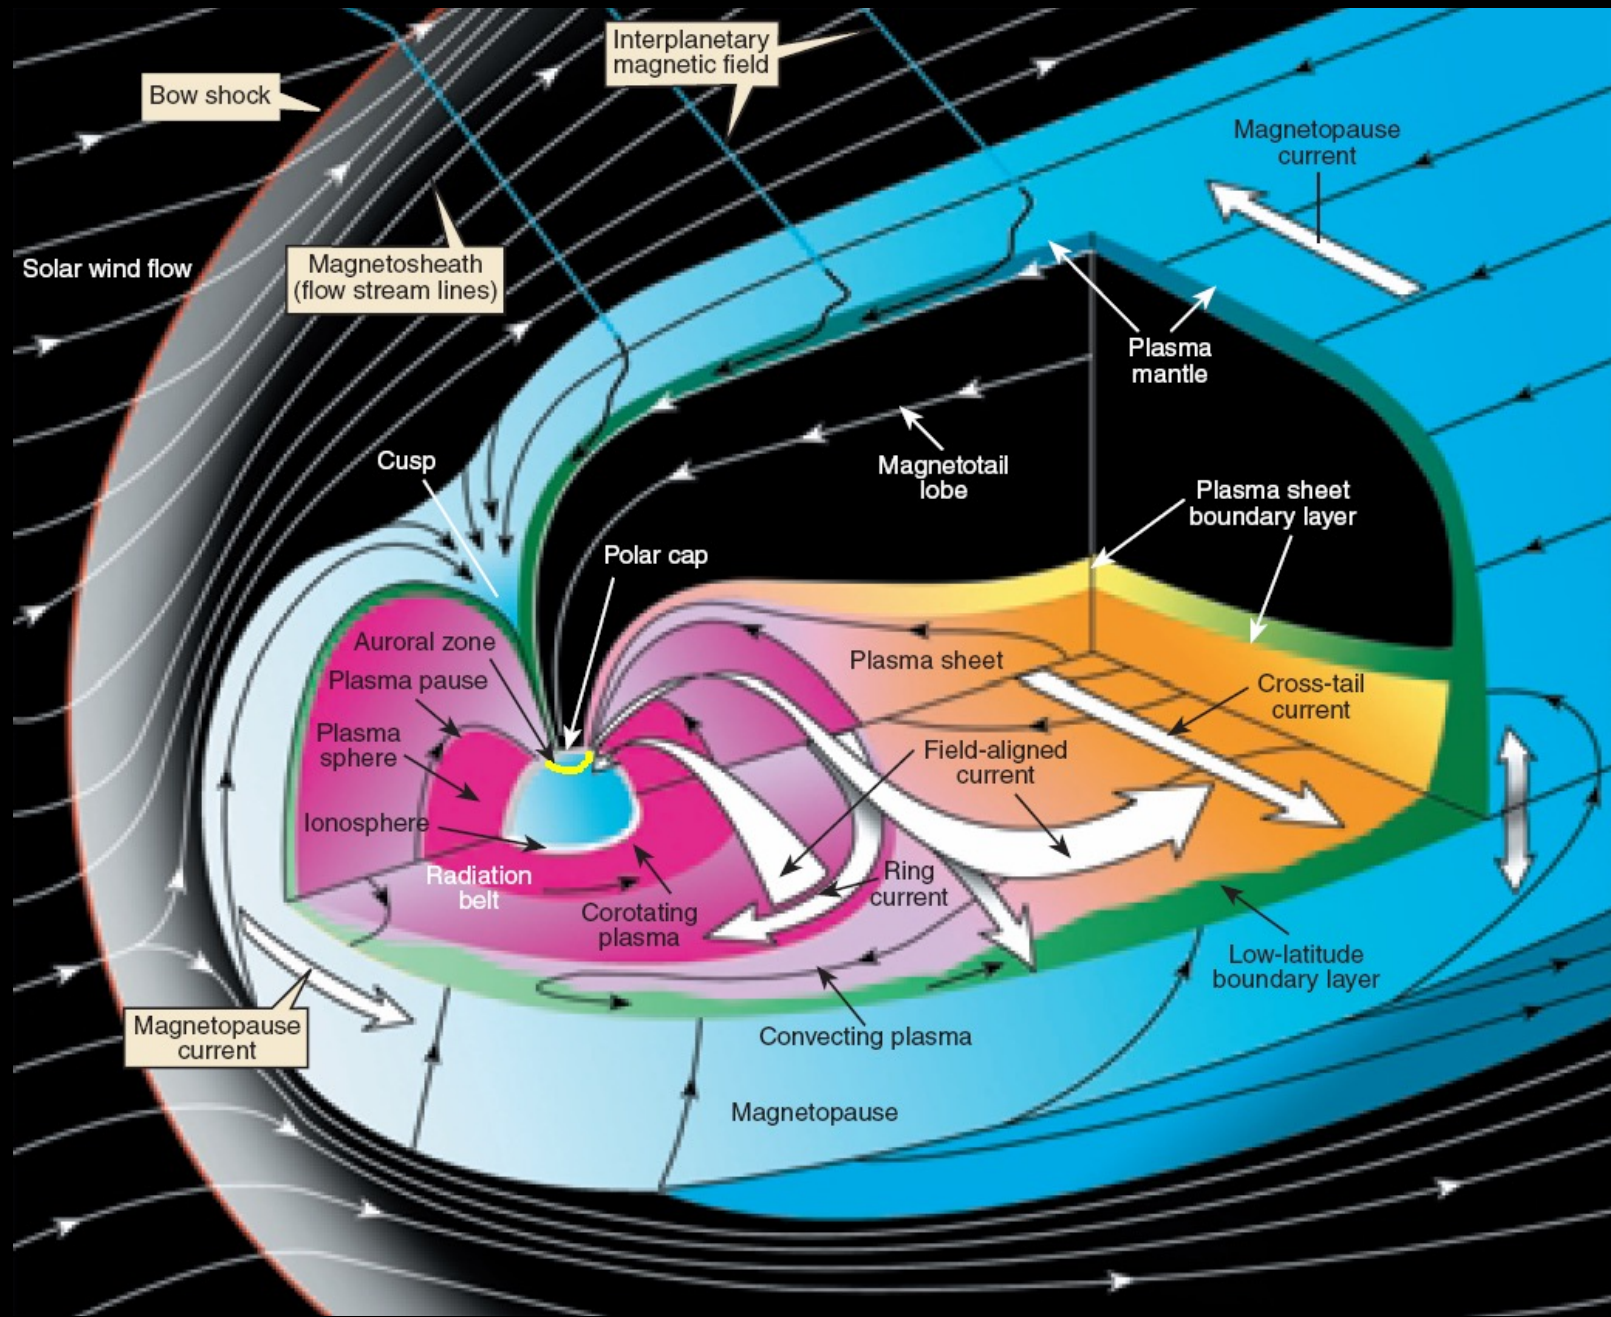 Interplanetary
magnetic field
Bow shock
Magnetopause
current
Solar wind flow
Magnetosheath
(flow stream lines)
Plasma
mantle
Cusp
Magnetotail
lobe
Plasma sheet
boundary layer
Polar cap
Auroral zone
Plasma sheet
Plasma pause
Cross-tail
current
Plasma
sphere
Field-aligned
current
Ionosphere
Radiation
belt
Ring
current
Corotating
plasma
Low-latitude
boundary layer
Magnetopause
current
Convecting plasma
Magnetopause